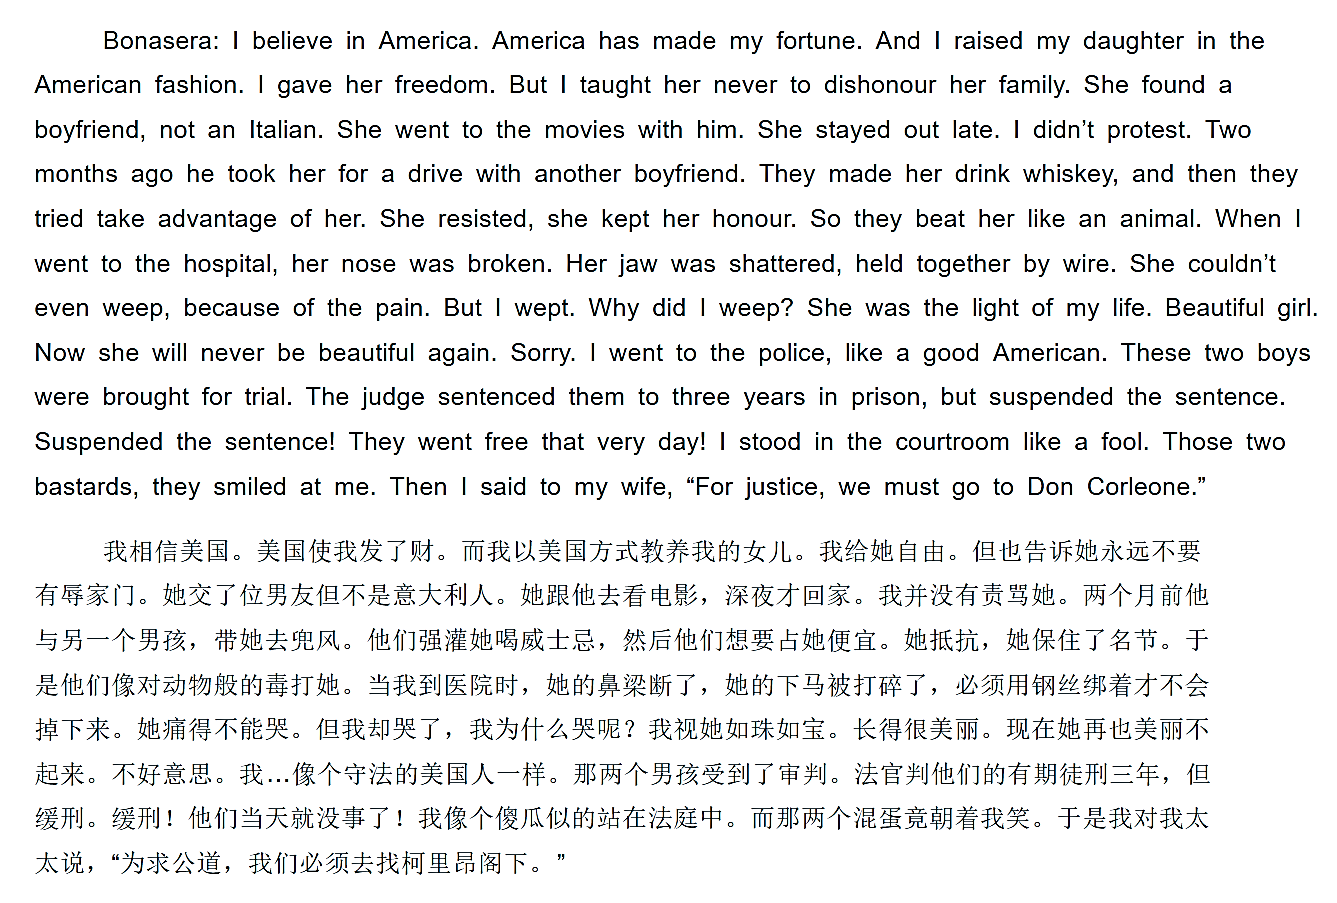 Bonasera: I believe in America. America has made my fortune. And I raised my daughter in the
American fashion. I gave her freedom. But I taught her never to dishonour her family. She found a
boyfriend, not an Italian. She went to the movies with him. She stayed out late. I didn’t protest. Two
months ago he took her for a drive with another boyfriend. They made her drink whiskey, and then they
tried take advantage of her. She resisted, she kept her honour. So they beat her like an animal. When I
went to the hospital, her nose was broken. Her jaw was shattered, held together by wire. She couldn’t
even weep, because of the pain. But I wept. Why did I weep? She was the light of my life. Beautiful girl.
Now she will never be beautiful again. Sorry. I went to the police, like a good American. These two boys
were brought for trial. The judge sentenced them to three years in prison, but suspended the sentence.
Suspended the sentence! They went free that very day! I stood in the courtroom like a fool. Those two
bastards, they smiled at me. Then I said to my wife, “For justice, we must go to Don Corleone.”
我相信美国。美国使我发了财。而我以美国方式教养我的女儿。我给她自由。但也告诉她永远不要
有辱家门。她交了位男友但不是意大利人。她跟他去看电影，深夜才回家。我并没有责骂她。两个月前他
与另一个男孩，带她去兜风。他们强灌她喝威士忌，然后他们想要占她便宜。她抵抗，她保住了名节。于
是他们像对动物般的毒打她。当我到医院时，她的鼻梁断了，她的下马被打碎了，必须用钢丝绑着才不会
掉下来。她痛得不能哭。但我却哭了，我为什么哭呢？我视她如珠如宝。长得很美丽。现在她再也美丽不
起来。不好意思。我…像个守法的美国人一样。那两个男孩受到了审判。法官判他们的有期徒刑三年，但
缓刑。缓刑！他们当天就没事了！我像个傻瓜似的站在法庭中。而那两个混蛋竟朝着我笑。于是我对我太
太说，“为求公道，我们必须去找柯里昂阁下。”